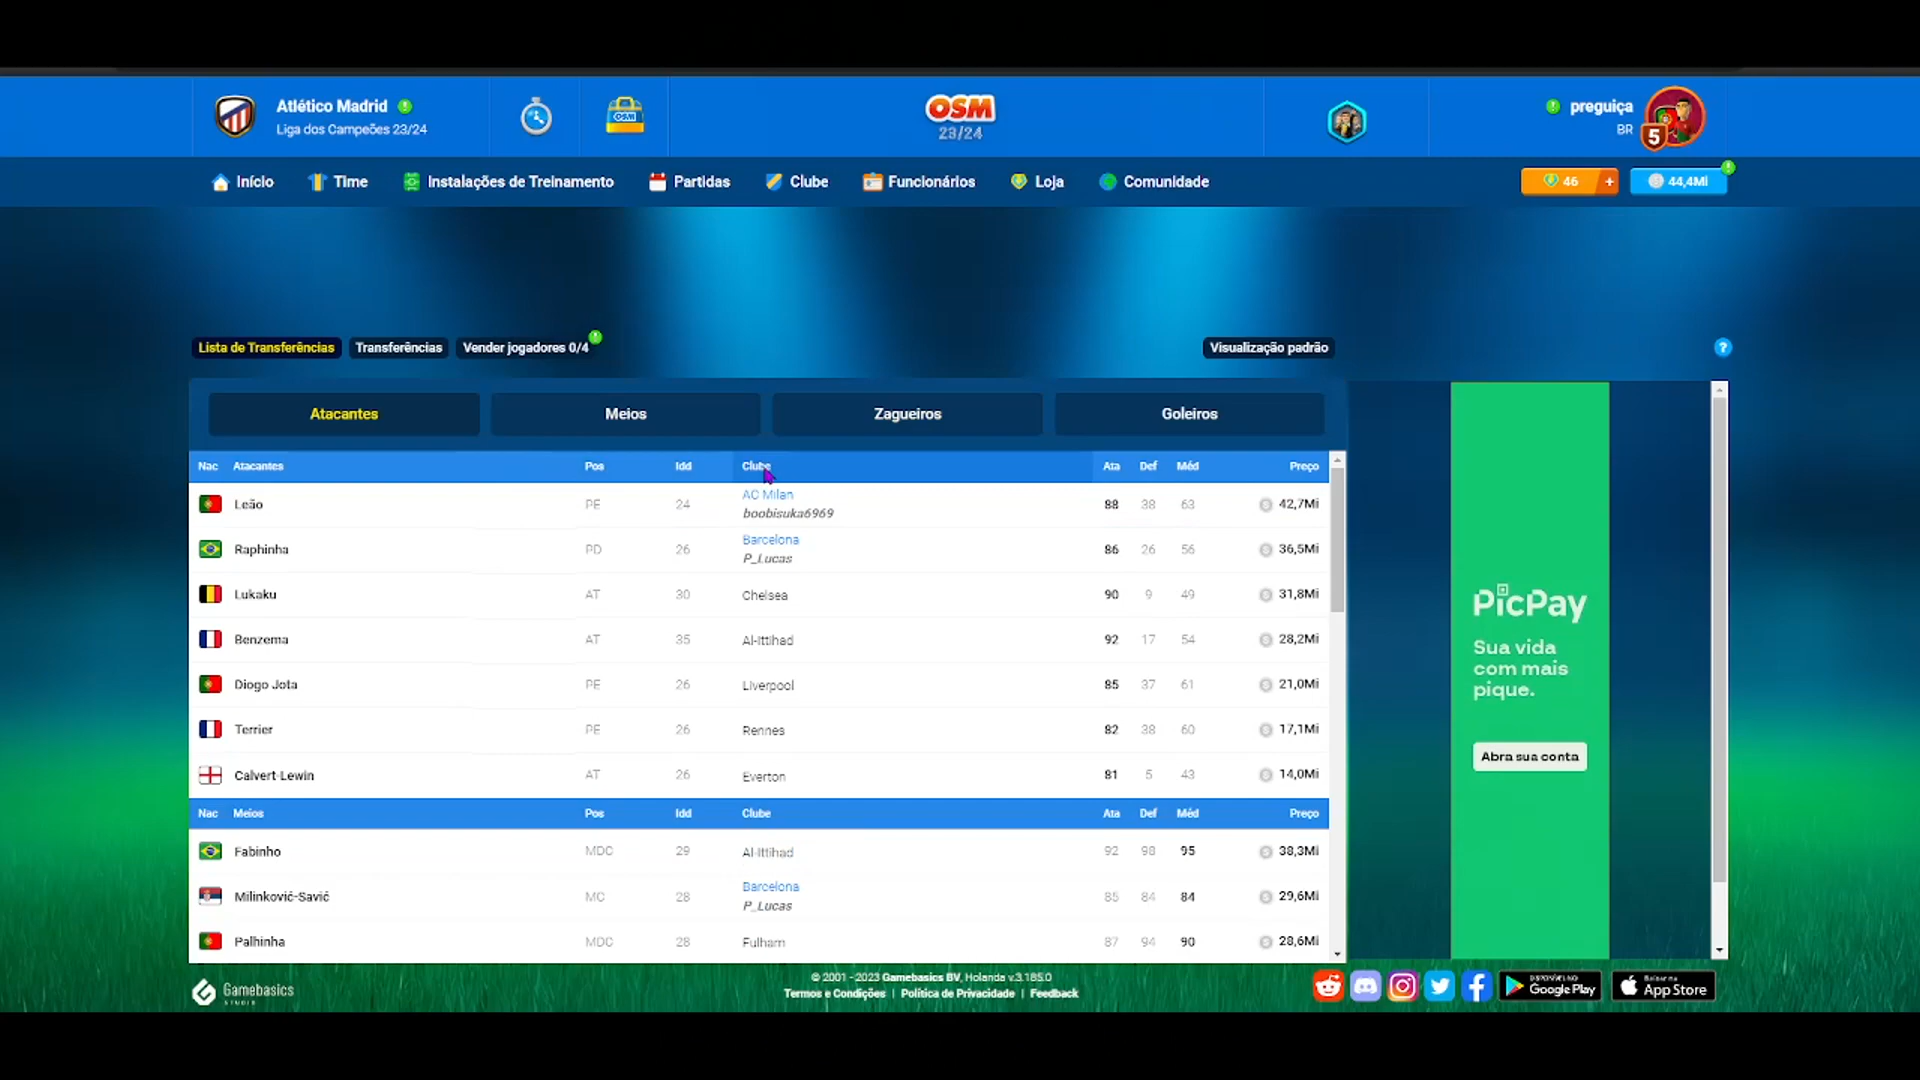 Atlético Madrid
Liga dos Campeões 23/24
OSM
OSM
23/24
preguiça
BR
5
Início
Time
Instalações de Treinamento
Partidas
Clube
Funcionários
Loja
Comunidade
46 +
44,4Mi
Lista de Transferências
Transferências
Vender jogadores 0/4
Visualização padrão
?
Atacantes
Meios
Zagueiros
Goleiros
Nac Atacantes Pos Idd Clube Ata Def Méd Preço
Leão PE 24 AC Milan 88 38 63 42,7Mi
boobisuka6969
Raphinha PD 26 Barcelona 86 26 56 36,5Mi
P_Lucas
Lukaku AT 30 Chelsea 90 9 49 31,8Mi
Benzema AT 35 Al-Ittihad 92 17 54 28,2Mi
Diogo Jota PE 26 Liverpool 85 37 61 21,0Mi
Terrier PE 26 Rennes 82 38 60 17,1Mi
Calvert-Lewin AT 26 Everton 81 5 43 14,0Mi
Nac Meios Pos Idd Clube Ata Def Méd Preço
Fabinho MDC 29 Al-Ittihad 92 98 95 38,3Mi
Milinković-Savić MC 28 Barcelona 85 84 84 29,6Mi
P_Lucas
Palhinha MDC 28 Fulham 87 94 90 28,6Mi
PicPay
Sua vida
com mais
pique.
Abra sua conta
Gamebasics
STUDIO
© 2001 - 2023 Gamebasics BV, Holanda v.3.185.0
Termos e Condições | Política de Privacidade | Feedback
DISPONÍVEL NO
Google Play
Baixar na
App Store